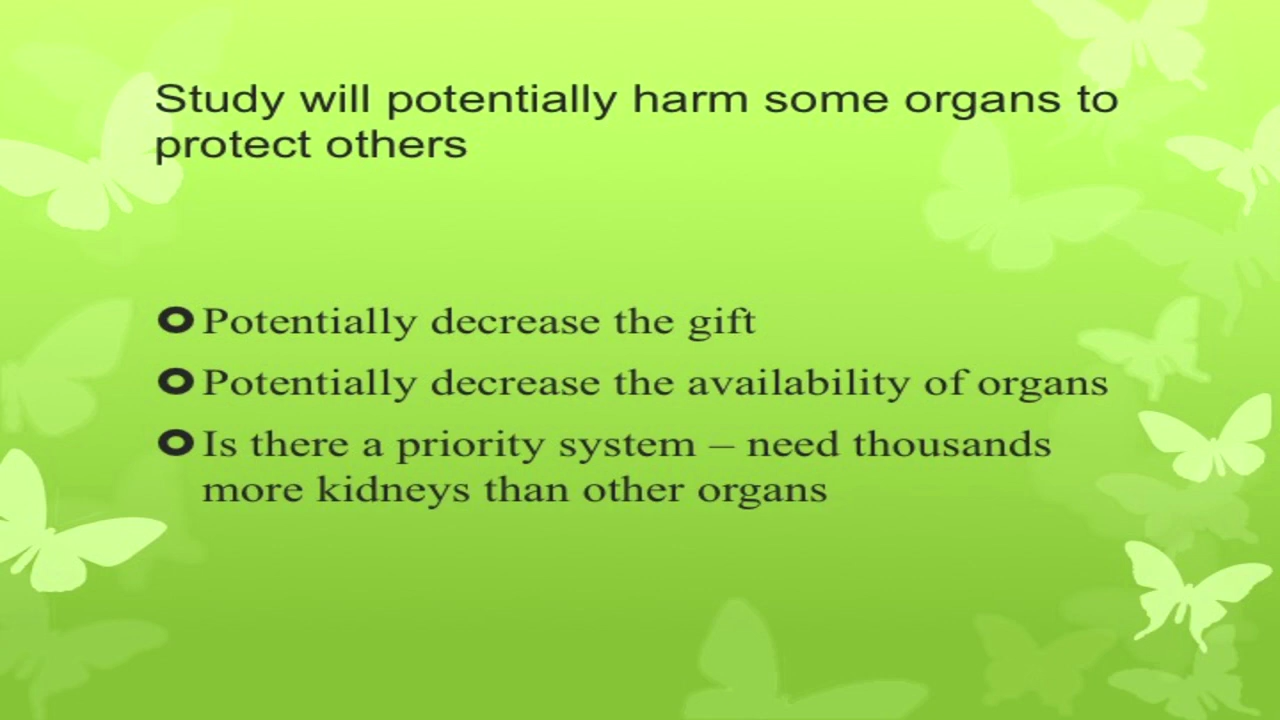 Study will potentially harm some organs to
protect others
Potentially decrease the gift
Potentially decrease the availability of organs
Is there a priority system – need thousands
more kidneys than other organs